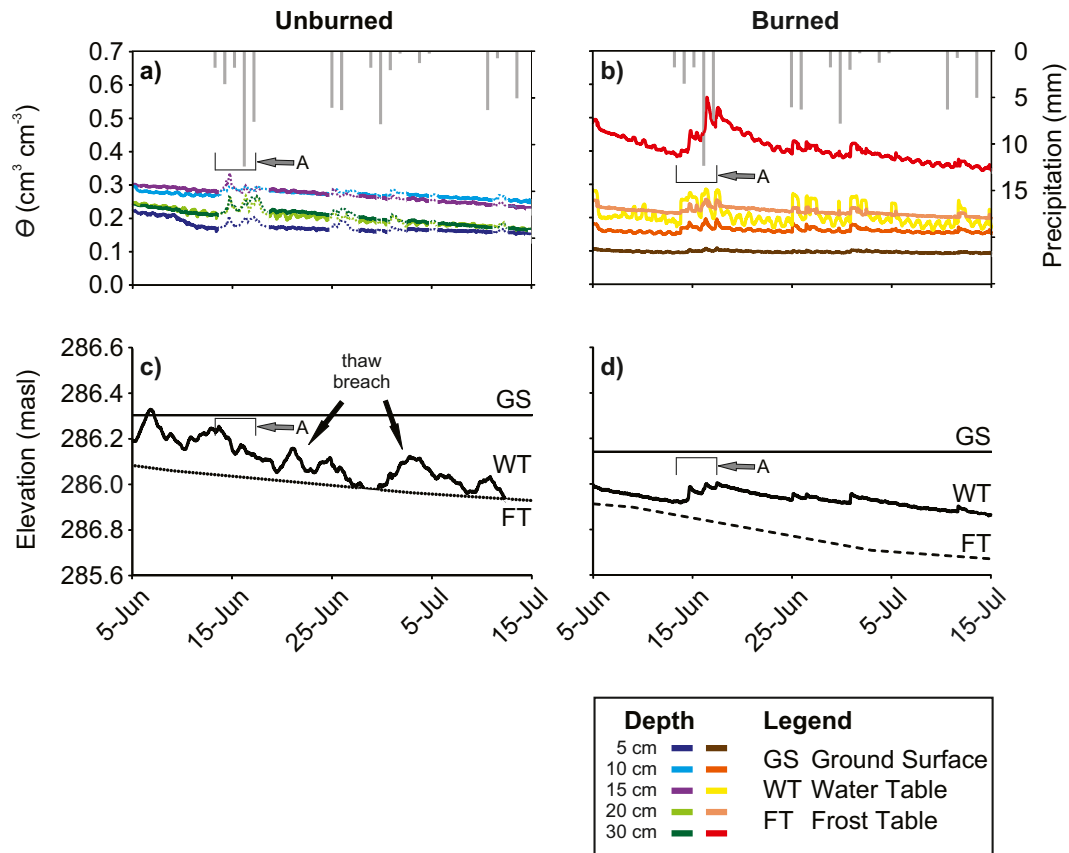 Unburned
Burned
a)
0.7
0.6
0.5
0.4
0.3
0.2
0.1
0.0
Θ (cm³ cm⁻³)
A
b)
A
0
5
10
15
Precipitation (mm)
c)
286.6
286.4
286.2
286.0
286.8
285.6
Elevation (masl)
thaw
breach
GS
A
WT
FT
5-Jun
15-Jun
25-Jun
5-Jul
15-Jul
d)
GS
A
WT
FT
5-Jun
15-Jun
25-Jun
5-Jul
15-Jul
Depth
5 cm
10 cm
15 cm
20 cm
30 cm
Legend
GS Ground Surface
WT Water Table
FT Frost Table